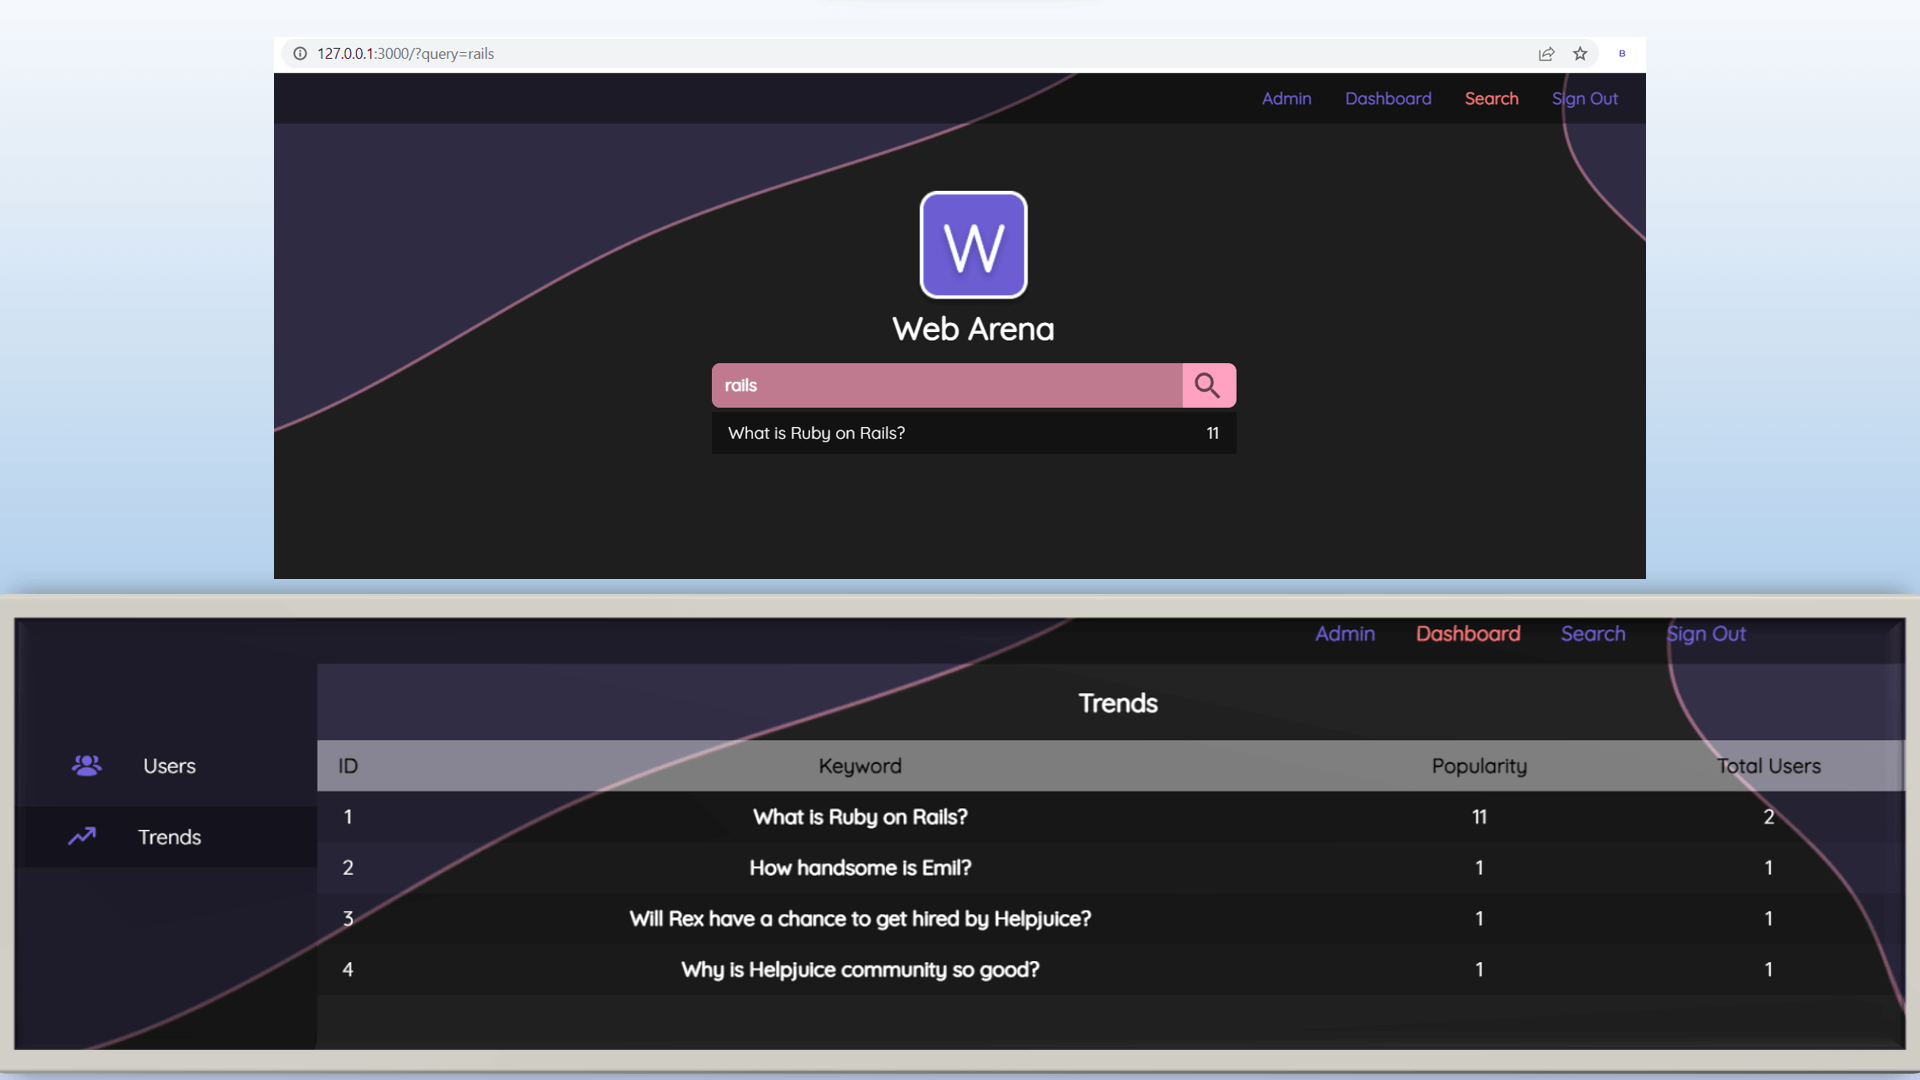 127.0.0.1:3000/?query=rails
B
Admin Dashboard Search Sign Out
W
Web Arena
rails
What is Ruby on Rails? 11
Admin Dashboard Search Sign Out
Trends
Users
Trends
ID Keyword Popularity Total Users
1 What is Ruby on Rails? 11 2
2 How handsome is Emil? 1 1
3 Will Rex have a chance to get hired by Helpjuice? 1 1
4 Why is Helpjuice community so good? 1 1